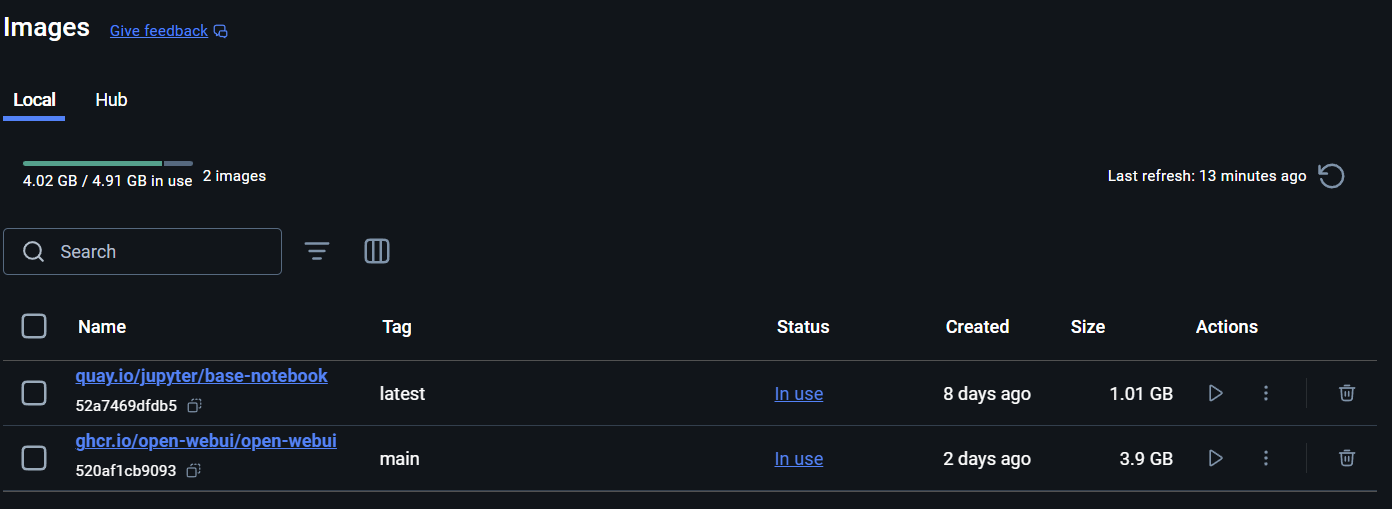 Images Give feedback
Local Hub
4.02 GB / 4.91 GB in use 2 images Last refresh: 13 minutes ago
Search
Name Tag Status Created Size Actions
quay.io/jupyter/base-notebook
52a7469dfdb5
latest In use 8 days ago 1.01 GB
ghcr.io/open-webui/open-webui
520af1cb9093
main In use 2 days ago 3.9 GB